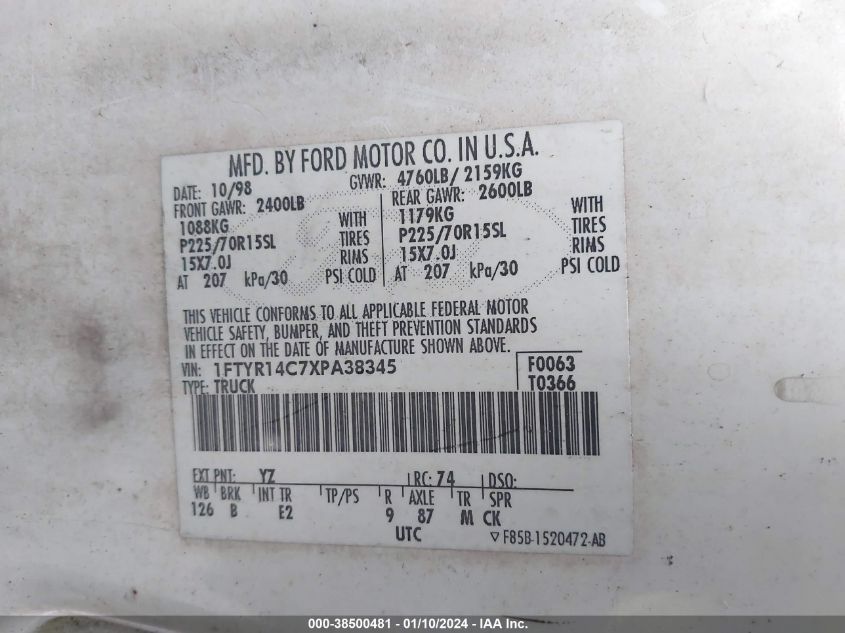 MFD. BY FORD MOTOR CO. IN U.S.A.
DATE: 10/98 GVWR: 4760LB/ 2159KG
FRONT GAWR: 2400LB REAR GAWR: 2600LB
1088KG WITH 1179KG WITH
P225/70R15SL TIRES P225/70R15SL TIRES
15X7.0J RIMS 15X7.0J RIMS
AT 207 kPa/30 PSI COLD AT 207 kPa/30 PSI COLD
THIS VEHICLE CONFORMS TO ALL APPLICABLE FEDERAL MOTOR
VEHICLE SAFETY, BUMPER, AND THEFT PREVENTION STANDARDS
IN EFFECT ON THE DATE OF MANUFACTURE SHOWN ABOVE.
VIN: 1FTYR14C7XPA38345 F0063
TYPE: TRUCK T0366
EXT PNT: YZ RC: 74 DSO:
WB BRK INT TR TP/PS R AXLE TR SPR
126 B E2 9 87 M CK
UTC ▽ F85B-1520472-AB
000-38500481 - 01/10/2024 - IAA Inc.